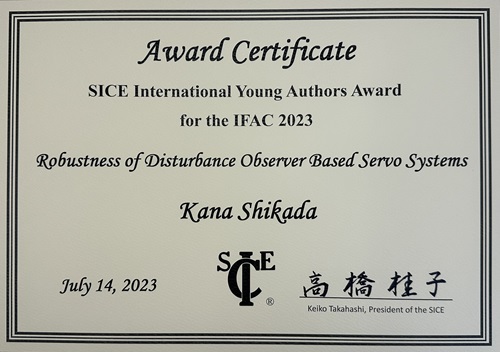 Award Certificate
SICE International Young Authors Award
for the IFAC 2023
Robustness of Disturbance Observer Based Servo Systems
Kana Shikada
SICE ®
July 14, 2023
高橋桂子
Keiko Takahashi, President of the SICE